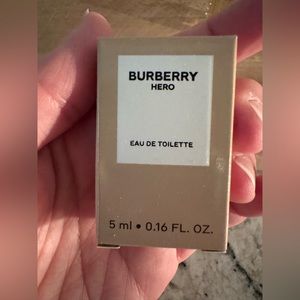 BURBERRY
HERO
EAU DE TOILETTE
5 ml • 0.16 FL. OZ.